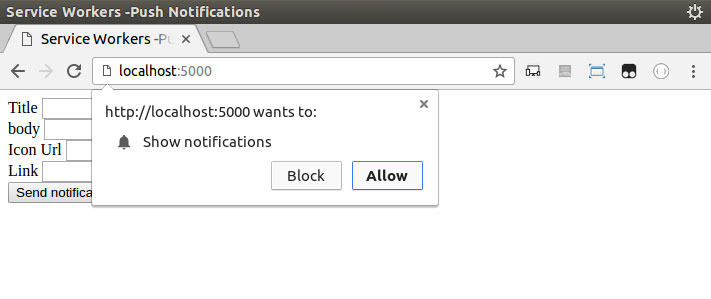 Service Workers -Push Notifications
Service Workers -Pu
localhost:5000
http://localhost:5000 wants to:
Show notifications
Block Allow
Title
body
Icon Url
Link
Send notifica